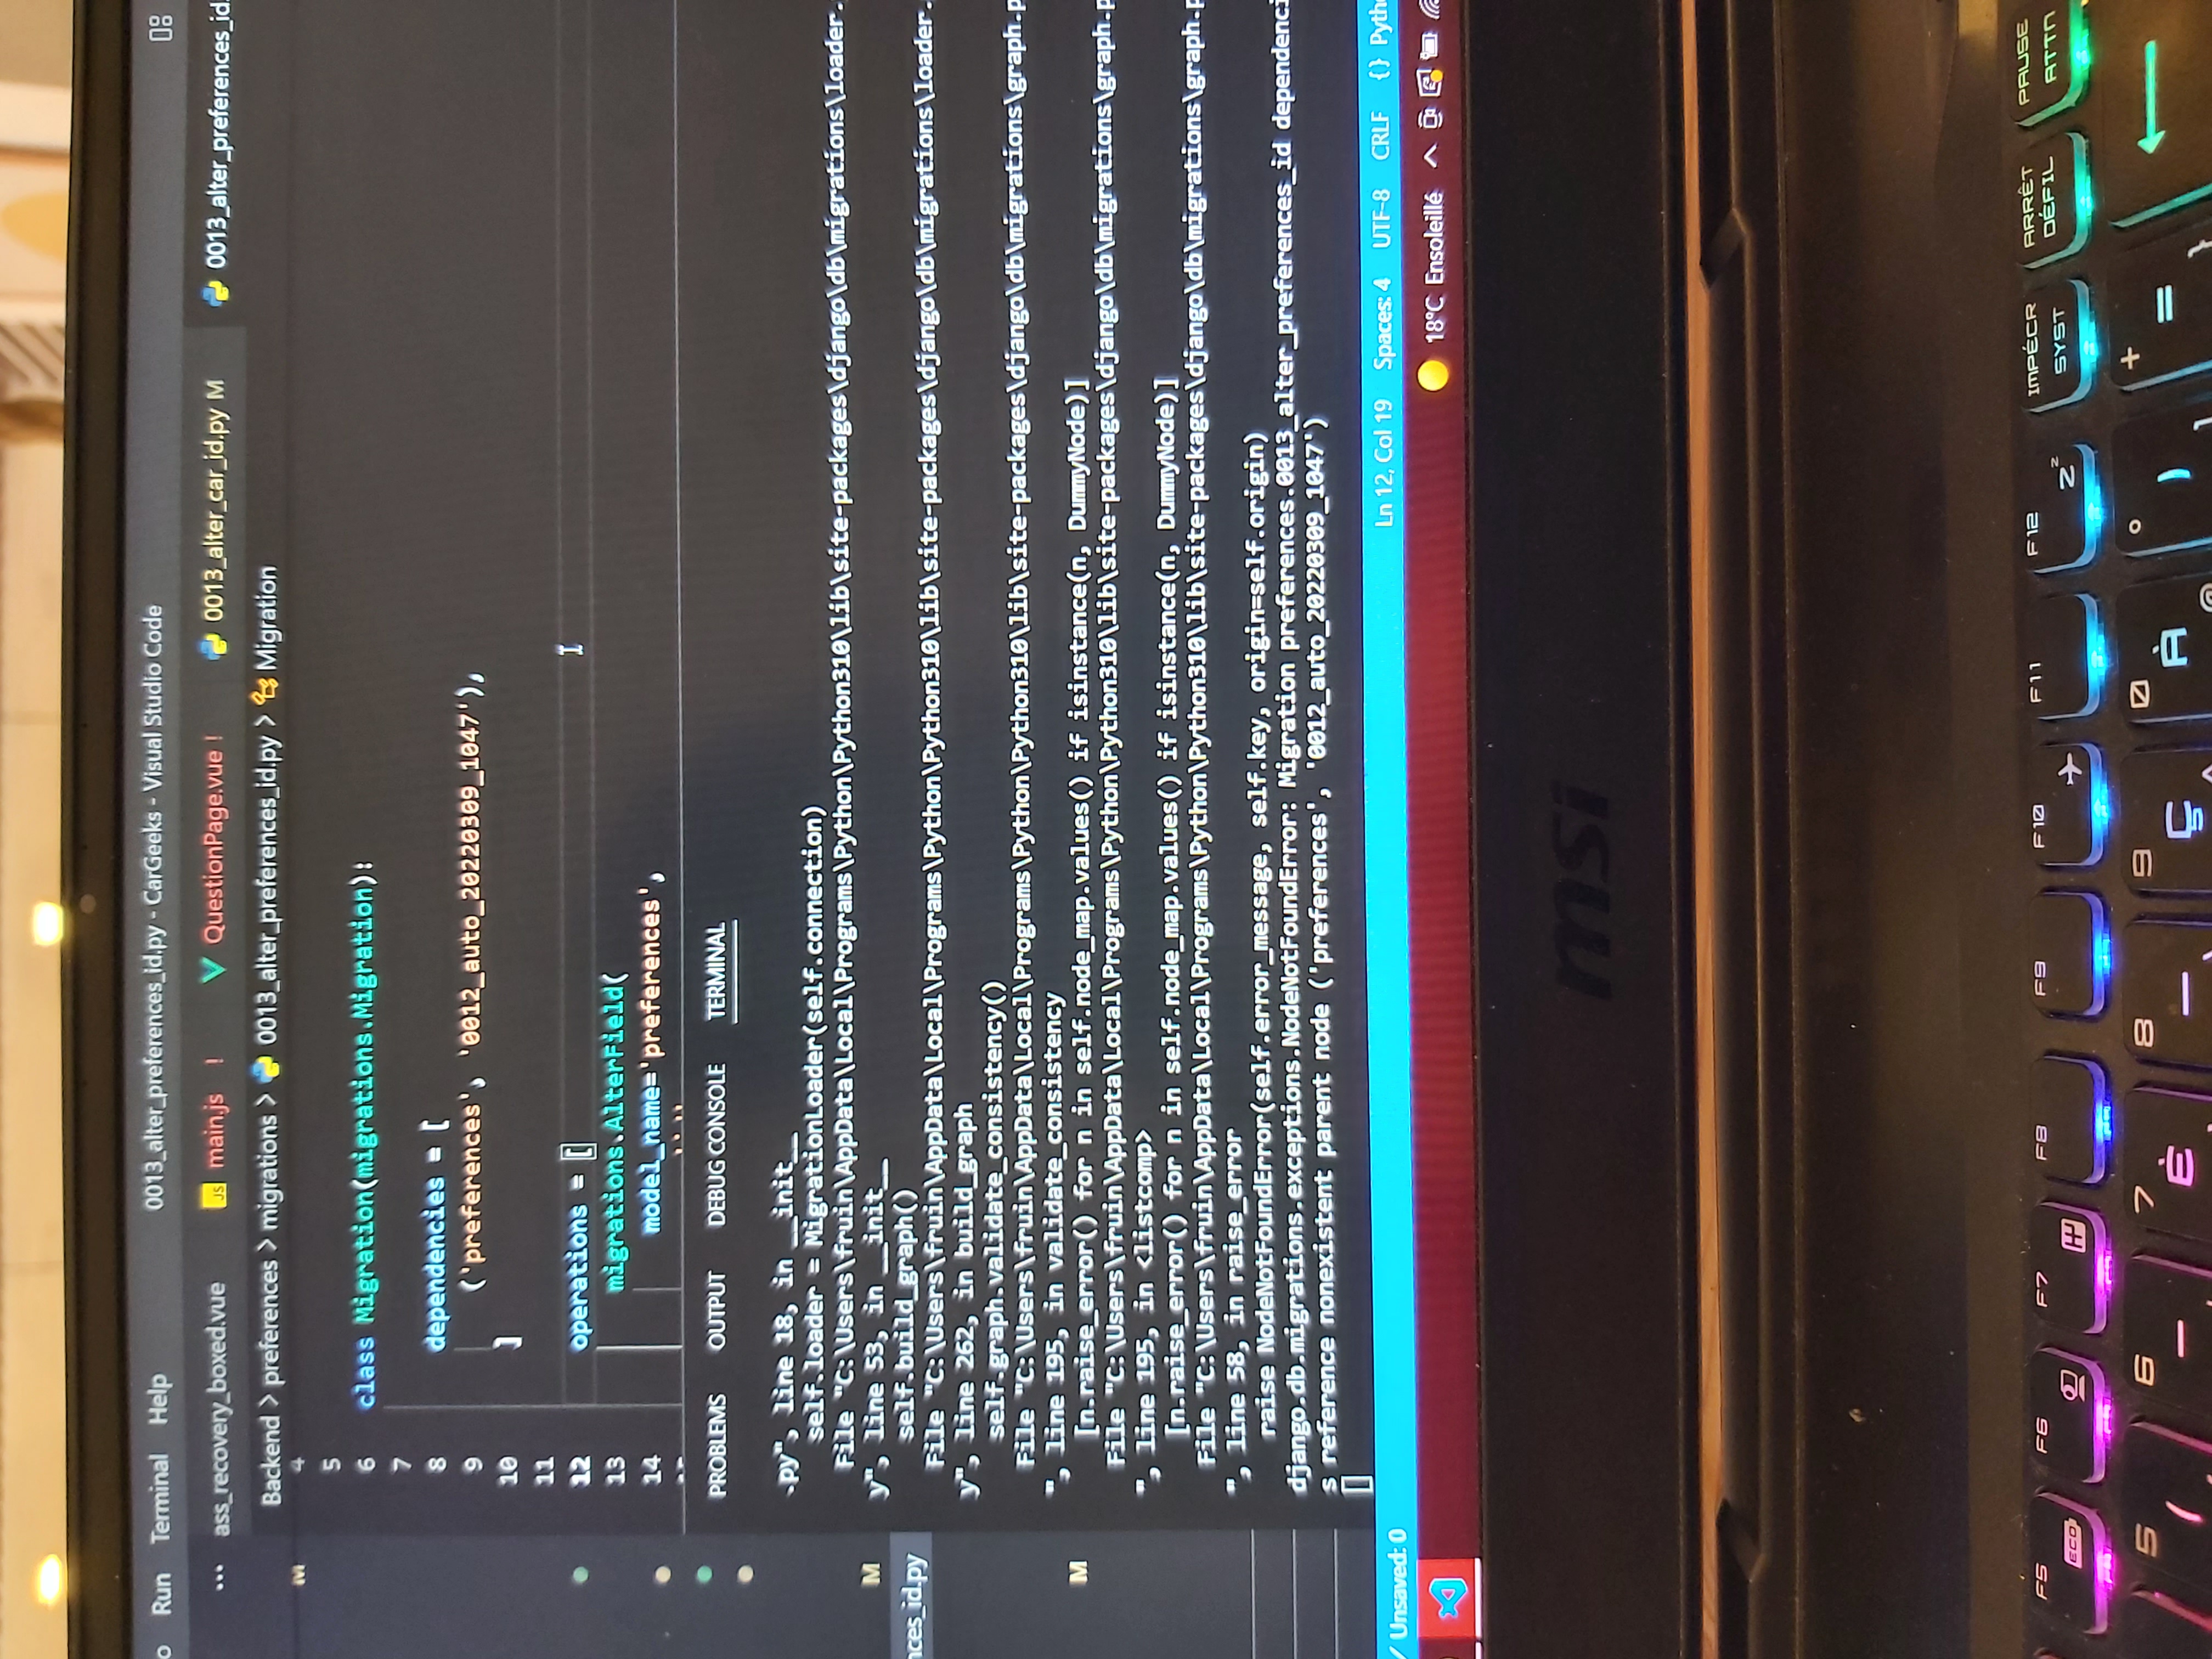 o Run Terminal Help 0013_alter_preferences_id.py - CarGeeks - Visual Studio Code
... ass_recovery_boxed.vue JS main.js ! QuestionPage.vue ! 0013_alter_car_id.py M 0013_alter_preferences_id.
Backend > preferences > migrations > 0013_alter_preferences_id.py > Migration
M 4
5
6 class Migration(migrations.Migration):
7
8 dependencies = [
9 ('preferences', '0012_auto_20220309_1047'),
10 ]
11
12 operations = [
13 migrations.AlterField(
14 model_name='preferences',
PROBLEMS OUTPUT DEBUG CONSOLE TERMINAL
.py", line 18, in __init__
self.loader = MigrationLoader(self.connection)
File "C:\Users\fruin\AppData\Local\Programs\Python\Python310\lib\site-packages\django\db\migrations\loader.
M y", line 53, in __init__
nces_id.py self.build_graph()
File "C:\Users\fruin\AppData\Local\Programs\Python\Python310\lib\site-packages\django\db\migrations\loader.
y", line 262, in build_graph
self.graph.validate_consistency()
File "C:\Users\fruin\AppData\Local\Programs\Python\Python310\lib\site-packages\django\db\migrations\graph.p
", line 195, in validate_consistency
M [n.raise_error() for n in self.node_map.values() if isinstance(n, DummyNode)]
File "C:\Users\fruin\AppData\Local\Programs\Python\Python310\lib\site-packages\django\db\migrations\graph.p
", line 195, in <listcomp>
[n.raise_error() for n in self.node_map.values() if isinstance(n, DummyNode)]
File "C:\Users\fruin\AppData\Local\Programs\Python\Python310\lib\site-packages\django\db\migrations\graph.p
", line 58, in raise_error
raise NodeNotFoundError(self.error_message, self.key, origin=self.origin)
django.db.migrations.exceptions.NodeNotFoundError: Migration preferences.0013_alter_preferences_id dependenci
s reference nonexistent parent node ('preferences', '0012_auto_20220309_1047')
✓ Unsaved: 0 Ln 12, Col 19 Spaces: 4 UTF-8 CRLF {} Pytho
18°C Ensoleillé
msi
F5 ECO F6 F7 F8 F9 F10 F11 F12 Zz IMPÉCR SYST ARRÊT DÉFIL PAUSE ATTN
5 ( 6 — 7 È 8 _ 9 Ç 0 À @ ° ) ] + = }